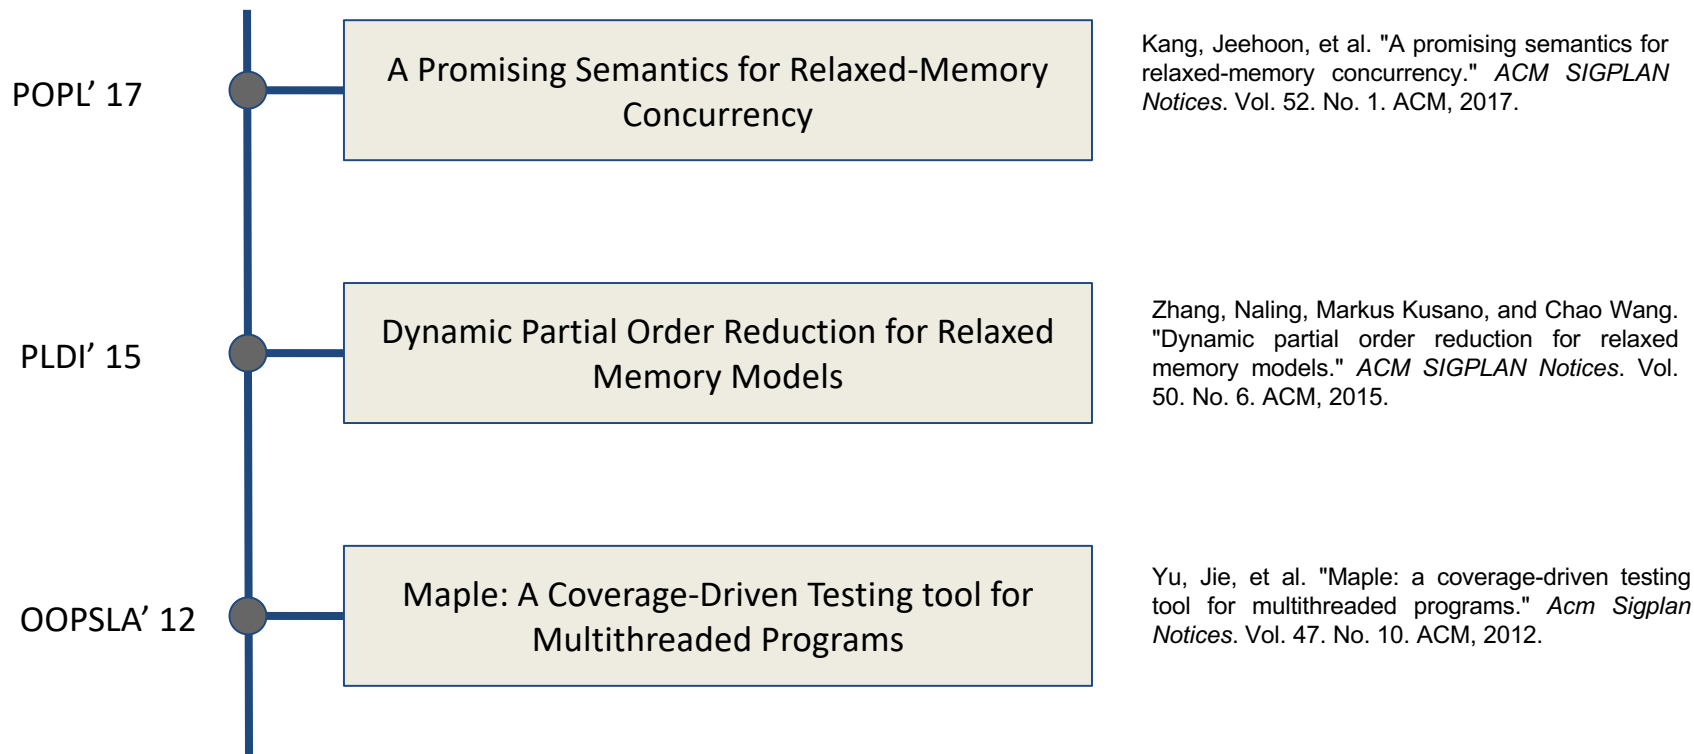 POPL’ 17
A Promising Semantics for Relaxed-Memory
Concurrency
Kang, Jeehoon, et al. "A promising semantics for
relaxed-memory concurrency." ACM SIGPLAN
Notices. Vol. 52. No. 1. ACM, 2017.
PLDI’ 15
Dynamic Partial Order Reduction for Relaxed
Memory Models
Zhang, Naling, Markus Kusano, and Chao Wang.
"Dynamic partial order reduction for relaxed
memory models." ACM SIGPLAN Notices. Vol.
50. No. 6. ACM, 2015.
OOPSLA’ 12
Maple: A Coverage-Driven Testing tool for
Multithreaded Programs
Yu, Jie, et al. "Maple: a coverage-driven testing
tool for multithreaded programs." Acm Sigplan
Notices. Vol. 47. No. 10. ACM, 2012.